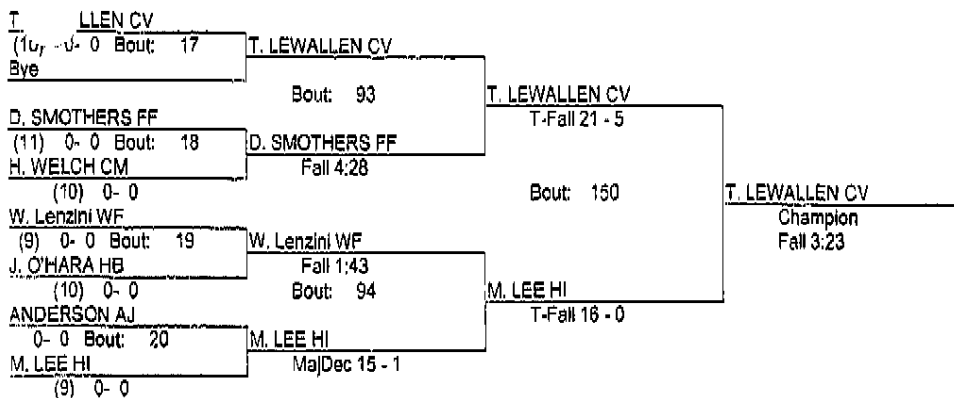 T LLEN CV
0 Bout: 17
Bye
T. LEWALLEN CV
Bout: 93
D. SMOTHERS FF
(11) 0- 0 Bout: 18
H. WELCH CM
(10) 0- 0
D. SMOTHERS FF
Fall 4:28
T. LEWALLEN CV
T-Fall 21 - 5
Bout: 150
W. Lenzini WF
(9) 0- 0 Bout: 19
J. O'HARA HB
(10) 0- 0
W. Lenzini WF
Fall 1:43
Bout: 94
ANDERSON AJ
0- 0 Bout: 20
M. LEE HI
(9) 0- 0
M. LEE HI
MajDec 15 - 1
M. LEE HI
T-Fall 16 - 0
T. LEWALLEN CV
Champion
Fall 3:23